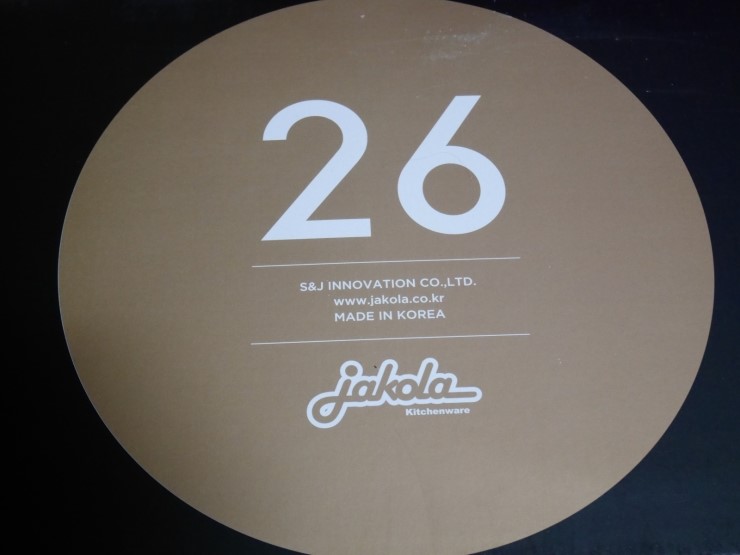 26
S&J INNOVATION CO.,LTD.
www.jakola.co.kr
MADE IN KOREA
jakola
Kitchenware